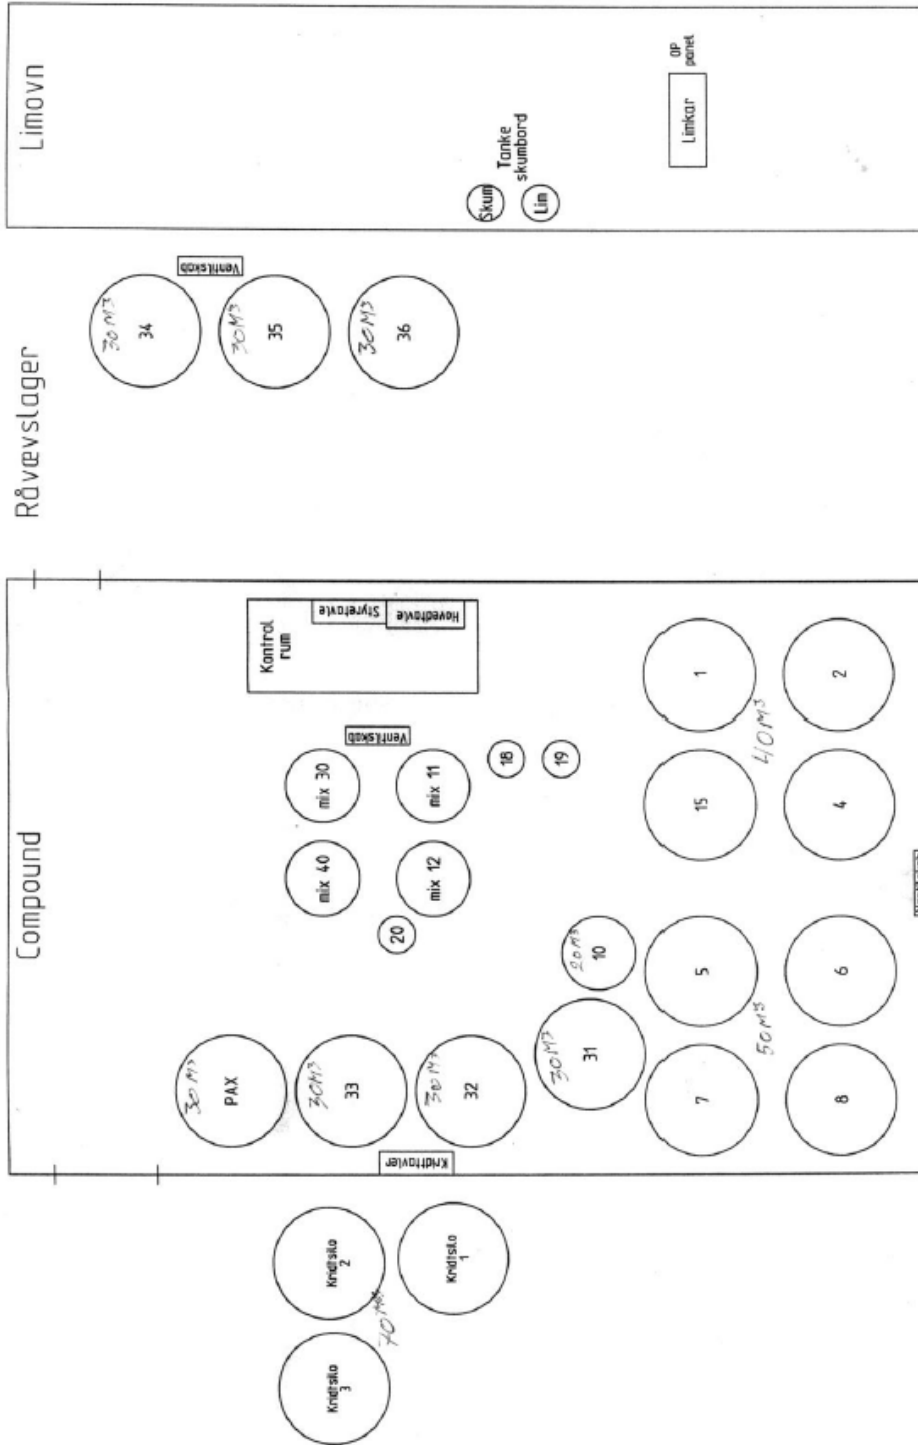 Limovn
OP
panel
Limkar
Tanke
skumbord
Skum
Lim
Råvævslager
Ventilskab
30 M3
34
30 M3
35
30 M3
36
Compound
Kontrol
rum
Styretavle
Hovedtavle
Ventilskab
mix 30
mix 11
mix 40
mix 12
18
19
20
1
2
15
4
40 M3
20 M3
10
5
6
50 M3
7
8
30 M3
PAX
30 M3
33
30 M3
32
30 M3
31
Kridttavler
Kridtsilo
2
Kridtsilo
1
70 M3
Kridtsilo
3